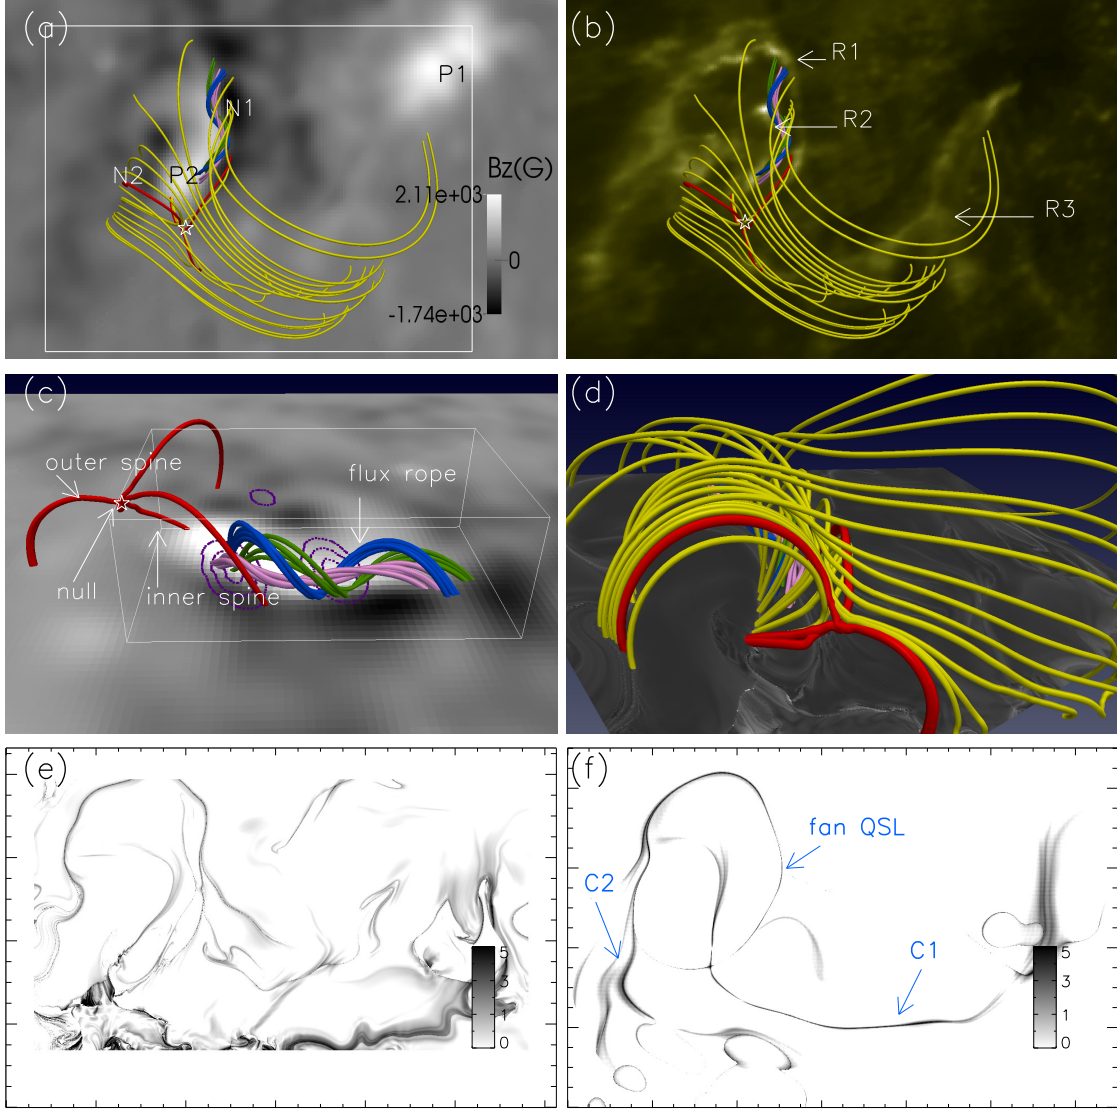 (a)
P1
N1
N2
P2
Bz(G)
2.11e+03
0
-1.74e+03
(b)
R1
R2
R3
(c)
outer spine
flux rope
null
inner spine
(d)
(e)
5
3
1
0
(f)
fan QSL
C2
C1
5
3
1
0